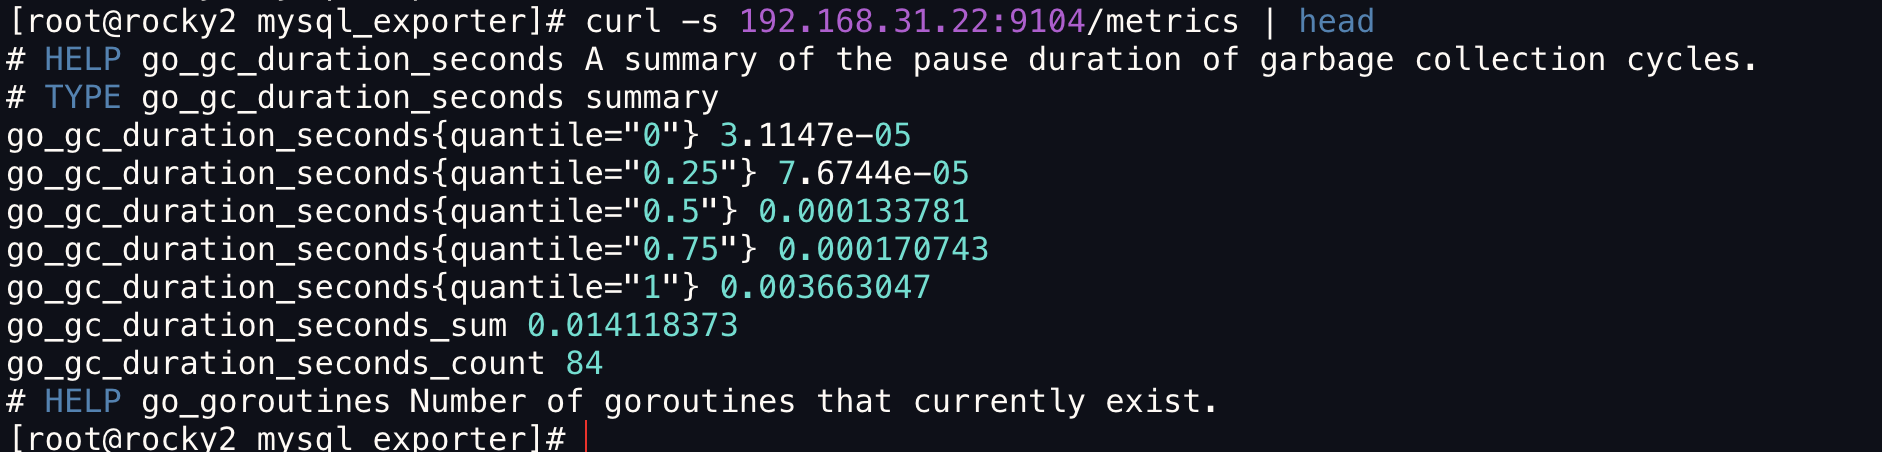 [root@rocky2 mysql_exporter]# curl -s 192.168.31.22:9104/metrics | head
# HELP go_gc_duration_seconds A summary of the pause duration of garbage collection cycles.
# TYPE go_gc_duration_seconds summary
go_gc_duration_seconds{quantile="0"} 3.1147e-05
go_gc_duration_seconds{quantile="0.25"} 7.6744e-05
go_gc_duration_seconds{quantile="0.5"} 0.000133781
go_gc_duration_seconds{quantile="0.75"} 0.000170743
go_gc_duration_seconds{quantile="1"} 0.003663047
go_gc_duration_seconds_sum 0.014118373
go_gc_duration_seconds_count 84
# HELP go_goroutines Number of goroutines that currently exist.
[root@rocky2 mysql_exporter]#